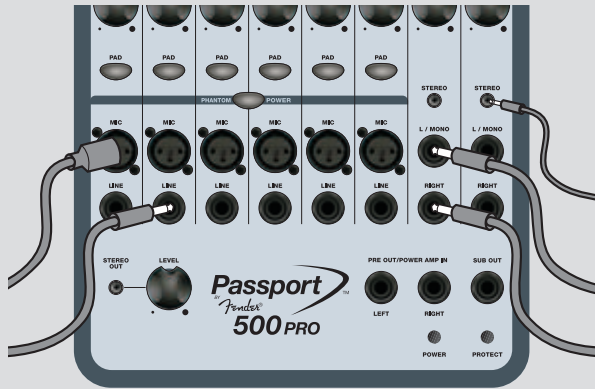 PAD PAD PAD PAD PAD PAD
STEREO STEREO
PHANTOM POWER
MIC MIC MIC MIC MIC MIC L / MONO L / MONO
LINE LINE LINE LINE LINE LINE RIGHT RIGHT
STEREO OUT LEVEL PRE OUT/POWER AMP IN SUB OUT
Passport™
BY Fender®
500 PRO
LEFT RIGHT
POWER PROTECT